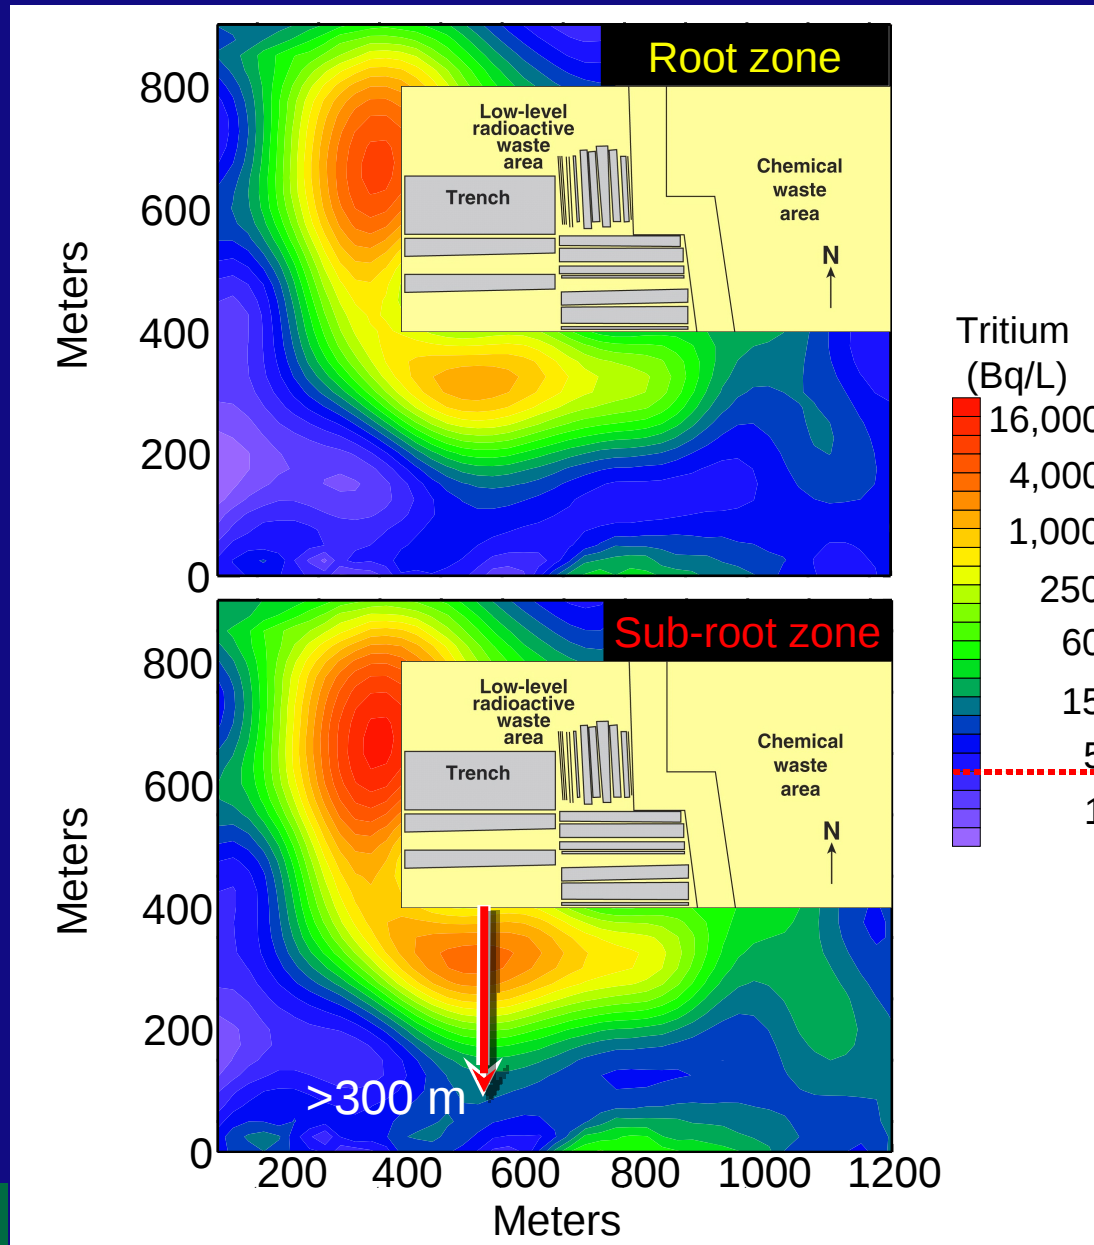 Root zone
800
600
400
200
0
Meters
Low-level
radioactive
waste
area
Trench
Chemical
waste
area
N
Tritium
(Bq/L)
16,000
4,000
1,000
250
60
15
5
1
Sub-root zone
800
600
400
200
0
Meters
Low-level
radioactive
waste
area
Trench
Chemical
waste
area
N
>300 m
200 400 600 800 1000 1200
Meters